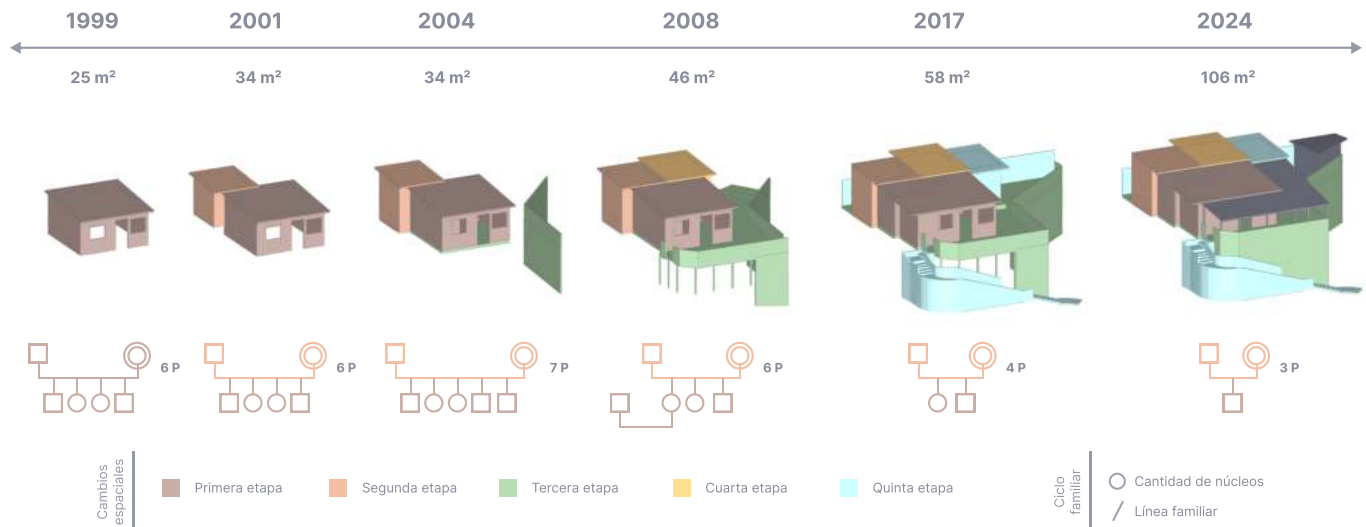 1999 2001 2004 2008 2017 2024
25 m² 34 m² 34 m² 46 m² 58 m² 106 m²
6 P 6 P 7 P 6 P 4 P 3 P
Cambios
espaciales
Primera etapa Segunda etapa Tercera etapa Cuarta etapa Quinta etapa
Ciclo
familiar
Cantidad de núcleos
Línea familiar